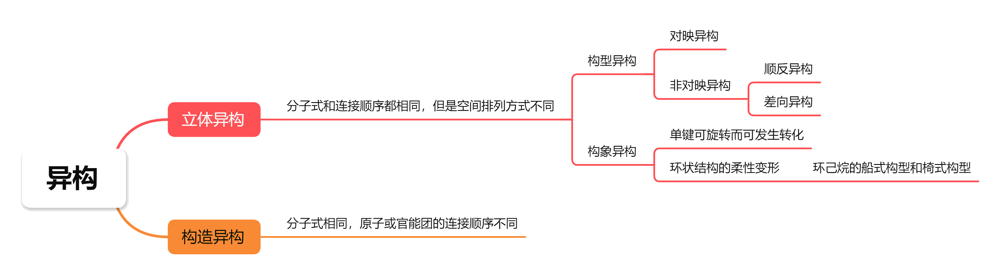 异构
立体异构
分子式和连接顺序都相同，但是空间排列方式不同
构型异构
对映异构
非对映异构
顺反异构
差向异构
构象异构
单键可旋转而可发生转化
环状结构的柔性变形
环己烷的船式构型和椅式构型
构造异构
分子式相同，原子或官能团的连接顺序不同